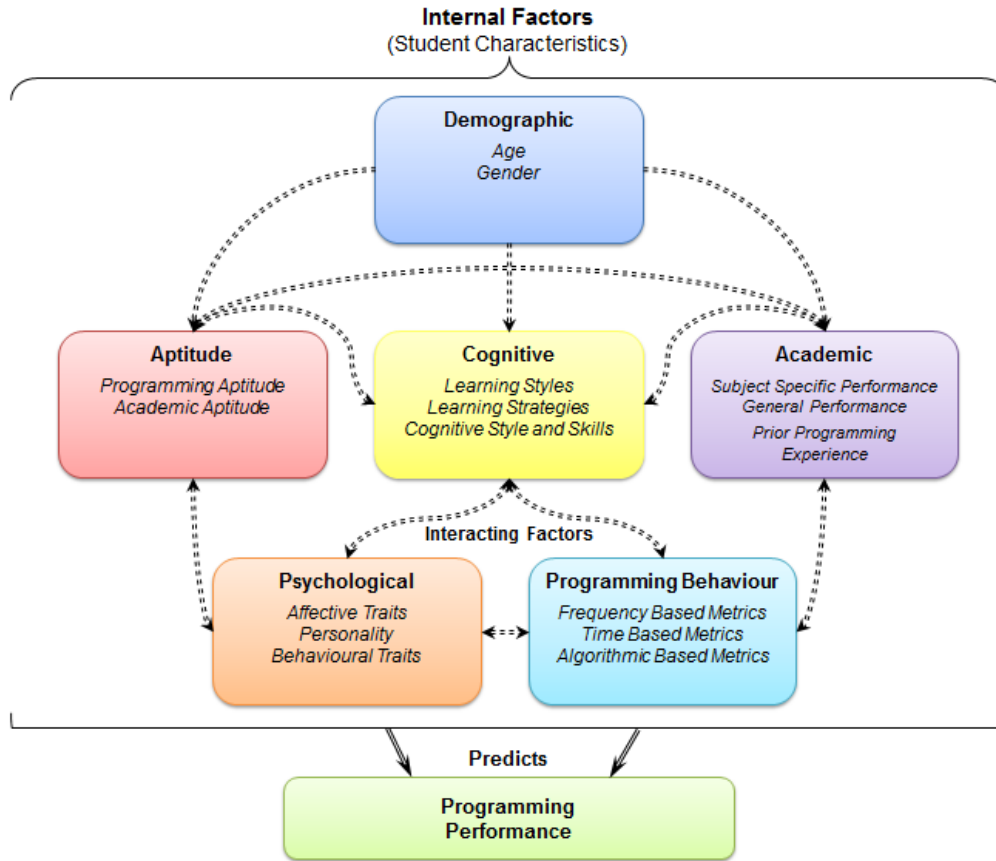 Internal Factors
(Student Characteristics)
Demographic
Age
Gender
Aptitude
Programming Aptitude
Academic Aptitude
Cognitive
Learning Styles
Learning Strategies
Cognitive Style and Skills
Academic
Subject Specific Performance
General Performance
Prior Programming
Experience
Interacting Factors
Psychological
Affective Traits
Personality
Behavioural Traits
Programming Behaviour
Frequency Based Metrics
Time Based Metrics
Algorithmic Based Metrics
Predicts
Programming
Performance